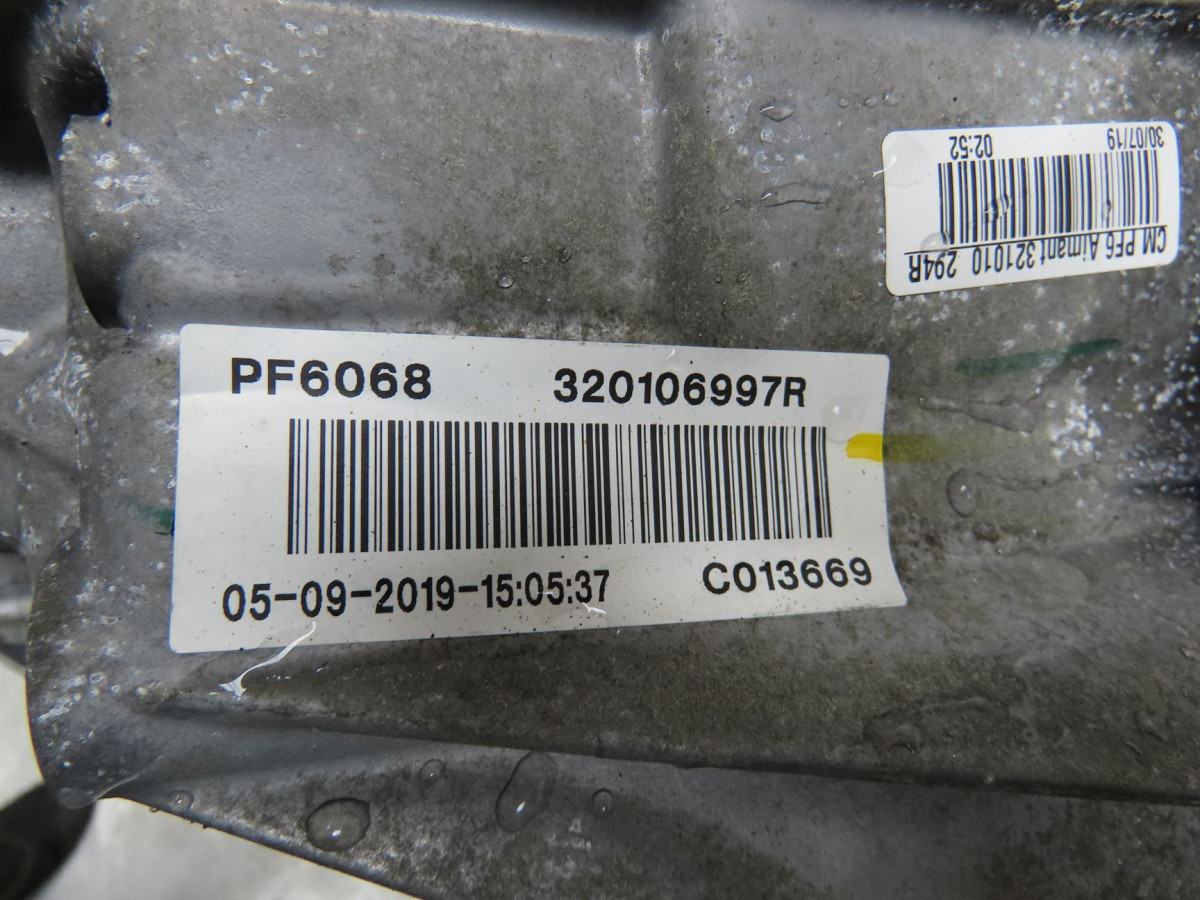 PF6068 320106997R
05-09-2019-15:05:37 C013669
CM PF6 Aimant 321010 294R
30/07/19 02:52